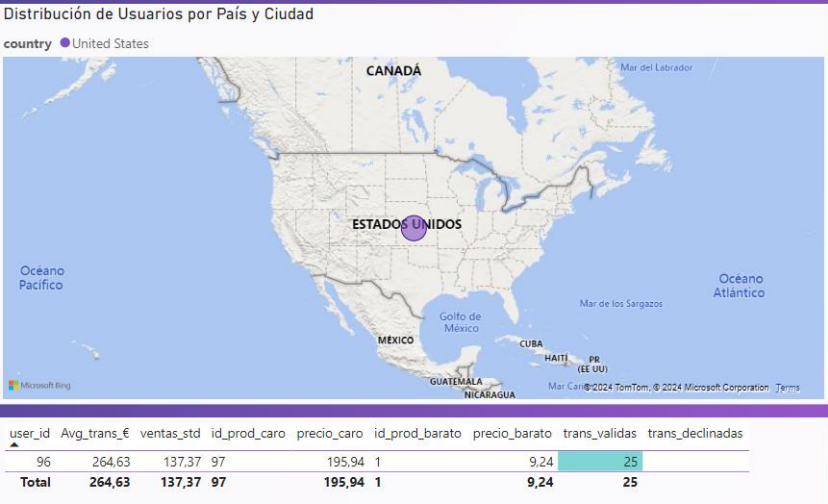 Distribución de Usuarios por País y Ciudad
country United States
Mar del Labrador
CANADÁ
ESTADOS UNIDOS
Océano
Pacífico
Océano
Atlántico
Mar de los Sargazos
Golfo de
México
MÉXICO
CUBA
HAITÍ
PR
(EE UU)
GUATEMALA
Mar Cari
NICARAGUA
Microsoft Bing
©2024 TomTom, © 2024 Microsoft Corporation Terms
user_id Avg_trans_€ ventas_std id_prod_caro precio_caro id_prod_barato precio_barato trans_validas trans_declinadas
96 264,63 137,37 97 195,94 1 9,24 25
Total 264,63 137,37 97 195,94 1 9,24 25